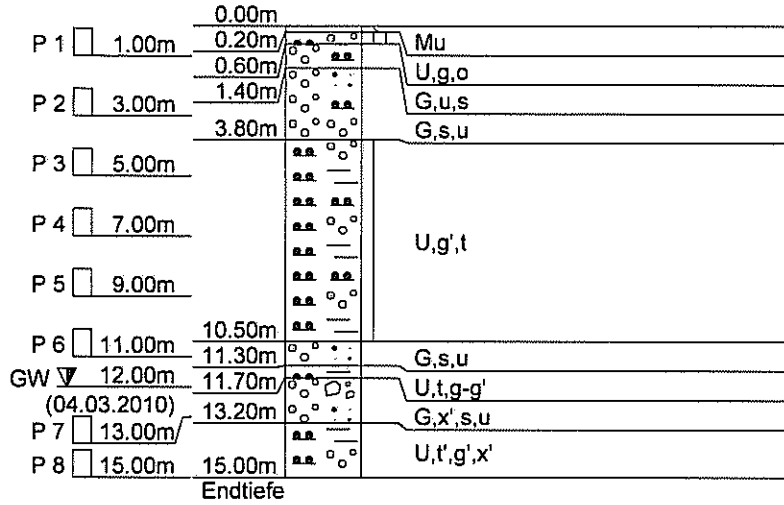 0.00m
P 1 1.00m 0.20m Mu
0.60m U,g,o
1.40m G,u,s
P 2 3.00m
3.80m G,s,u
P 3 5.00m
P 4 7.00m U,g',t
P 5 9.00m
10.50m
P 6 11.00m 11.30m G,s,u
GW 12.00m 11.70m U,t,g-g'
(04.03.2010) 13.20m G,x',s,u
P 7 13.00m
P 8 15.00m 15.00m U,t',g',x'
Endtiefe